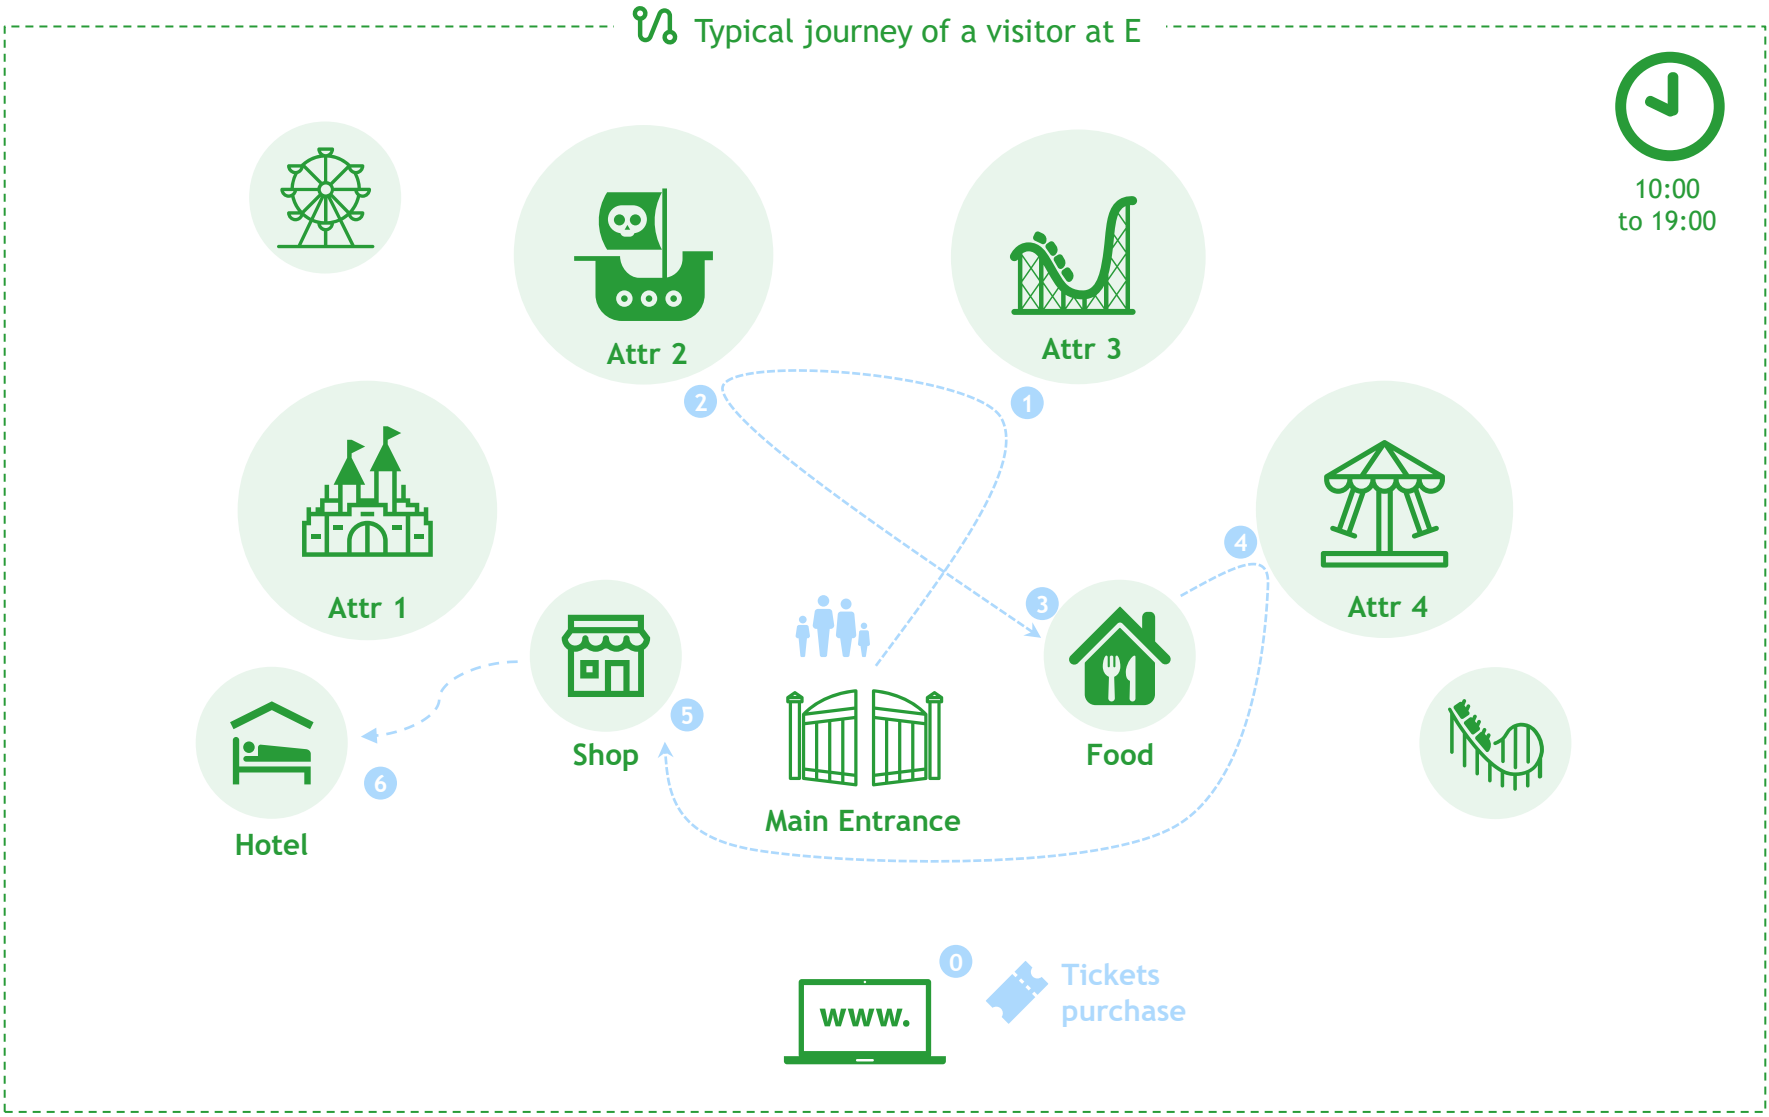 Typical journey of a visitor at E
10:00
to 19:00
Attr 2
Attr 3
2
1
Attr 1
4
Attr 4
3
5
Shop
Food
6
Main Entrance
Hotel
0
Tickets
purchase
www.